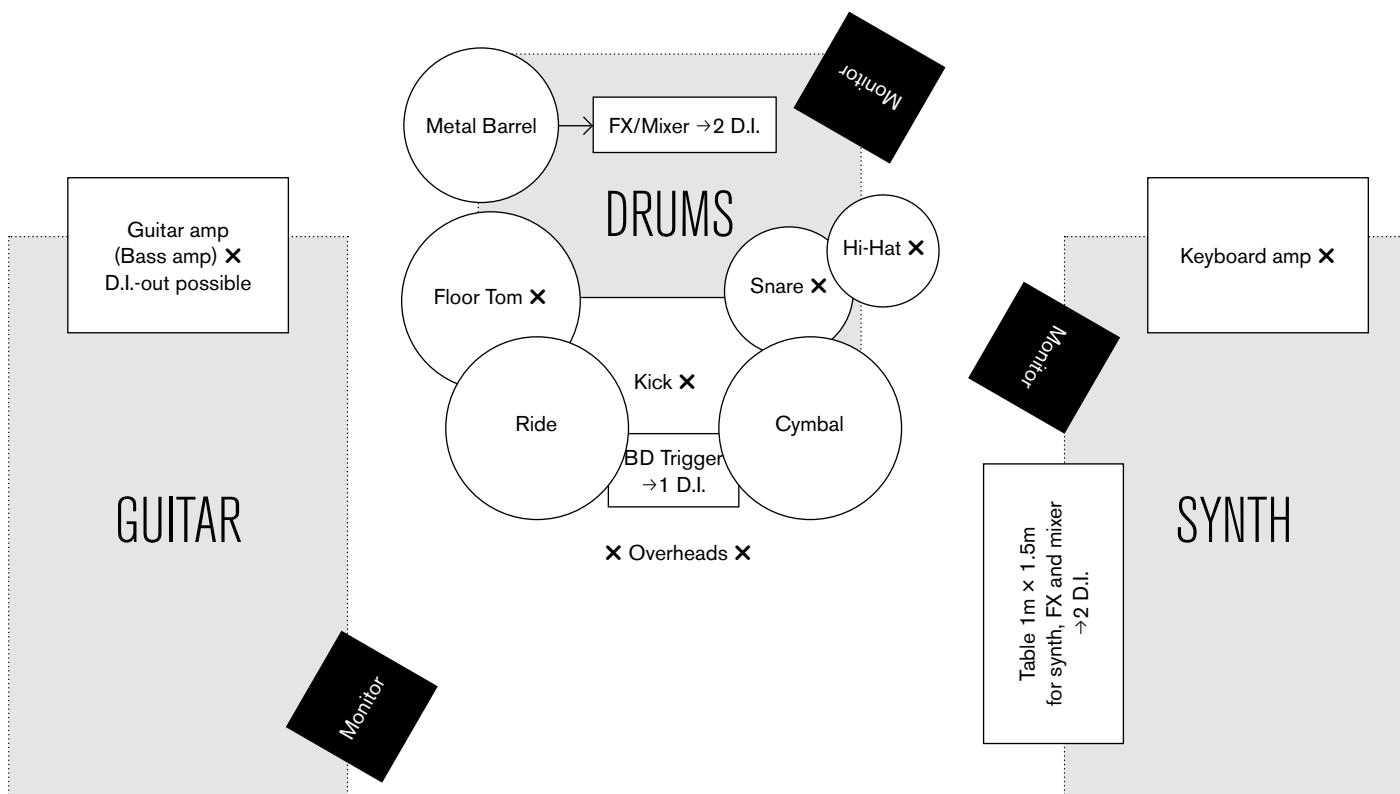 Monitor
Metal Barrel
FX/Mixer →2 D.I.
DRUMS
Guitar amp
(Bass amp) ✕
D.I.-out possible
Hi-Hat ✕
Keyboard amp ✕
Snare ✕
Floor Tom ✕
Monitor
Kick ✕
Ride
Cymbal
BD Trigger
→1 D.I.
GUITAR
SYNTH
✕ Overheads ✕
Table 1m × 1.5m
for synth, FX and mixer
→2 D.I.
Monitor